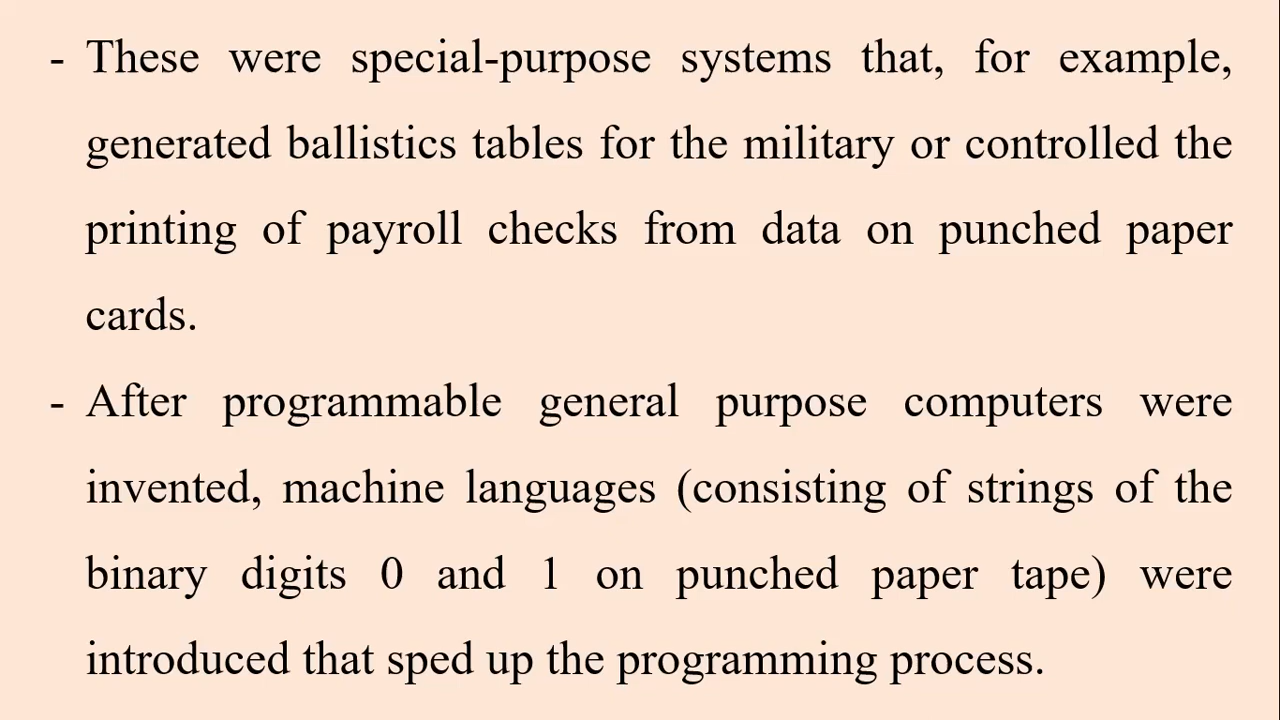 - These were special-purpose systems that, for example,
generated ballistics tables for the military or controlled the
printing of payroll checks from data on punched paper
cards.
- After programmable general purpose computers were
invented, machine languages (consisting of strings of the
binary digits 0 and 1 on punched paper tape) were
introduced that sped up the programming process.